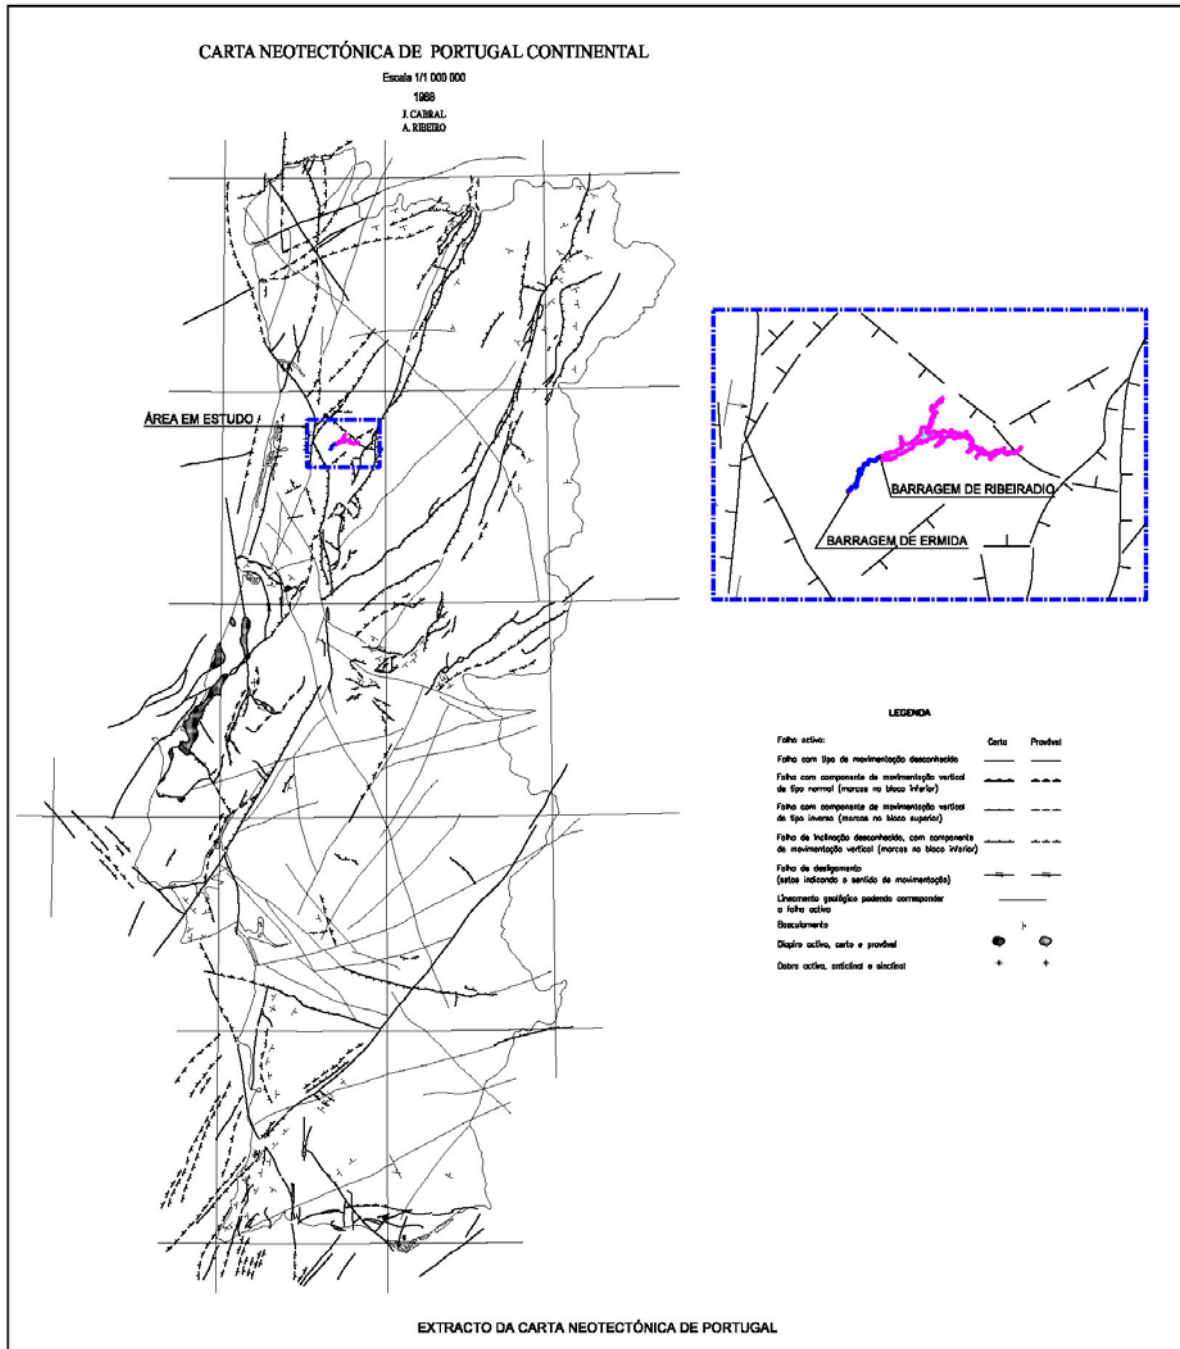 CARTA NEOTECTÓNICA DE PORTUGAL CONTINENTAL
Escala 1/1 000 000
1988
J. CABRAL
A. RIBEIRO
ÁREA EM ESTUDO
BARRAGEM DE RIBEIRADIO
BARRAGEM DE ERMIDA
LEGENDA
Falha activa: Certa Provável
Falha com tipo de movimentação desconhecido
Falha com componente de movimentação vertical
de tipo normal (marcas no bloco inferior)
Falha com componente de movimentação vertical
de tipo inverso (marcas no bloco superior)
Falha de inclinação desconhecida, com componente
de movimentação vertical (marcas no bloco inferior)
Falha de desligamento
(setas indicando o sentido de movimentação)
Lineamento geológico podendo corresponder
a falha activa
Basculamento
Diapiro activo, certo e provável
Dobra activa, anticlinal e sinclinal
EXTRACTO DA CARTA NEOTECTÓNICA DE PORTUGAL